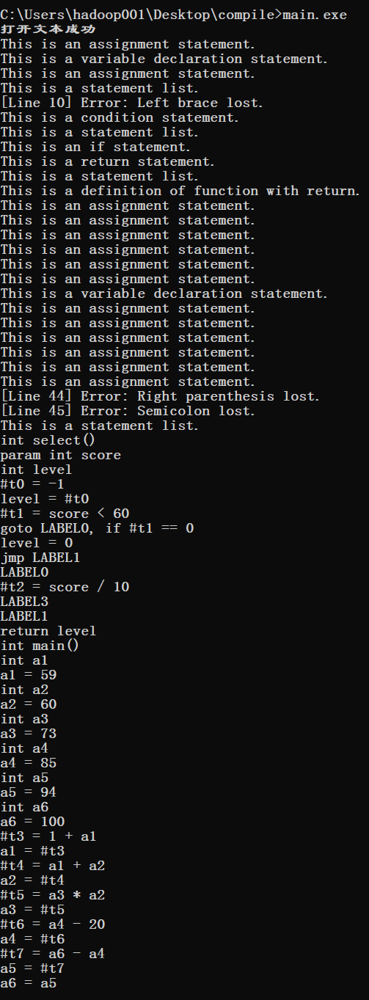 C:\Users\hadoop001\Desktop\compile>main.exe
打开文本成功
This is an assignment statement.
This is a variable declaration statement.
This is an assignment statement.
This is a statement list.
[Line 10] Error: Left brace lost.
This is a condition statement.
This is a statement list.
This is an if statement.
This is a return statement.
This is a statement list.
This is a definition of function with return.
This is an assignment statement.
This is an assignment statement.
This is an assignment statement.
This is an assignment statement.
This is an assignment statement.
This is an assignment statement.
This is a variable declaration statement.
This is an assignment statement.
This is an assignment statement.
This is an assignment statement.
This is an assignment statement.
This is an assignment statement.
This is an assignment statement.
[Line 44] Error: Right parenthesis lost.
[Line 45] Error: Semicolon lost.
This is a statement list.
int select()
param int score
int level
#t0 = -1
level = #t0
#t1 = score < 60
goto LABEL0, if #t1 == 0
level = 0
jmp LABEL1
LABEL0
#t2 = score / 10
LABEL3
LABEL1
return level
int main()
int a1
a1 = 59
int a2
a2 = 60
int a3
a3 = 73
int a4
a4 = 85
int a5
a5 = 94
int a6
a6 = 100
#t3 = 1 + a1
a1 = #t3
#t4 = a1 + a2
a2 = #t4
#t5 = a3 * a2
a3 = #t5
#t6 = a4 - 20
a4 = #t6
#t7 = a6 - a4
a5 = #t7
a6 = a5